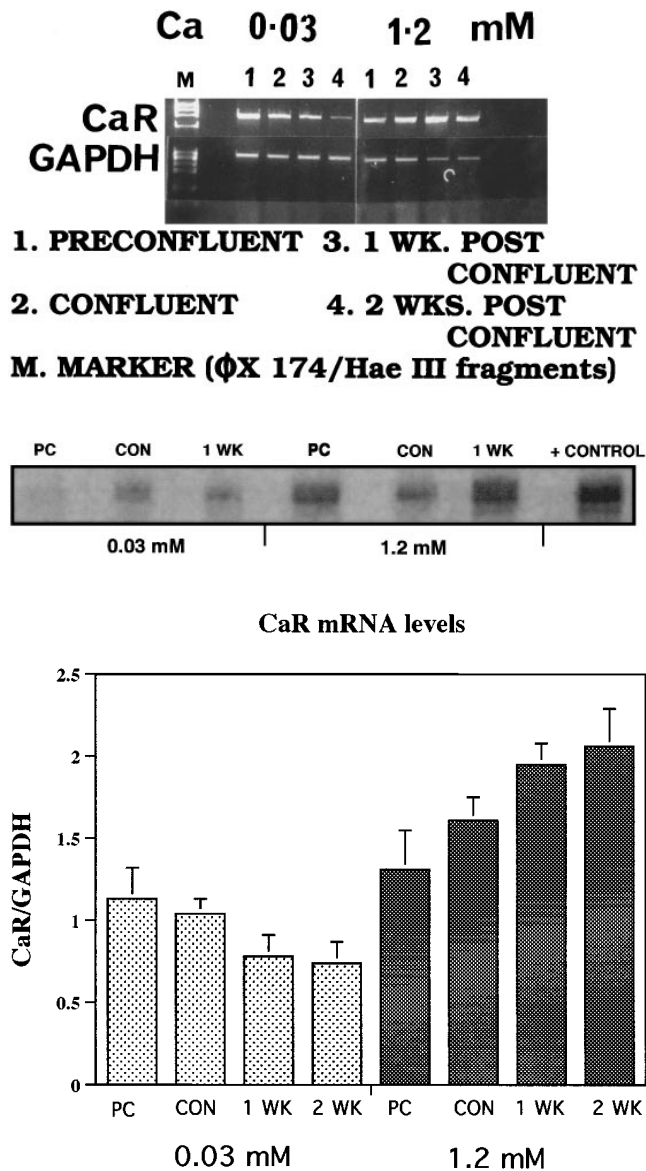 Ca 0·03 1·2 mM
M 1 2 3 4 1 2 3 4
CaR
GAPDH
1. PRECONFLUENT 3. 1 WK. POST
CONFLUENT
2. CONFLUENT 4. 2 WKS. POST
CONFLUENT
M. MARKER (ϕX 174/Hae III fragments)
PC CON 1 WK PC CON 1 WK + CONTROL
0.03 mM 1.2 mM
CaR mRNA levels
2.5
2
1.5
1
0.5
0
CaR/GAPDH
PC CON 1 WK 2 WK PC CON 1 WK 2 WK
0.03 mM 1.2 mM